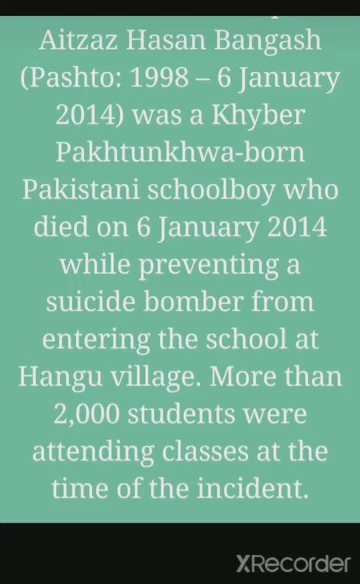 Aitzaz Hasan Bangash
(Pashto: 1998 – 6 January
2014) was a Khyber
Pakhtunkhwa-born
Pakistani schoolboy who
died on 6 January 2014
while preventing a
suicide bomber from
entering the school at
Hangu village. More than
2,000 students were
attending classes at the
time of the incident.
XRecorder